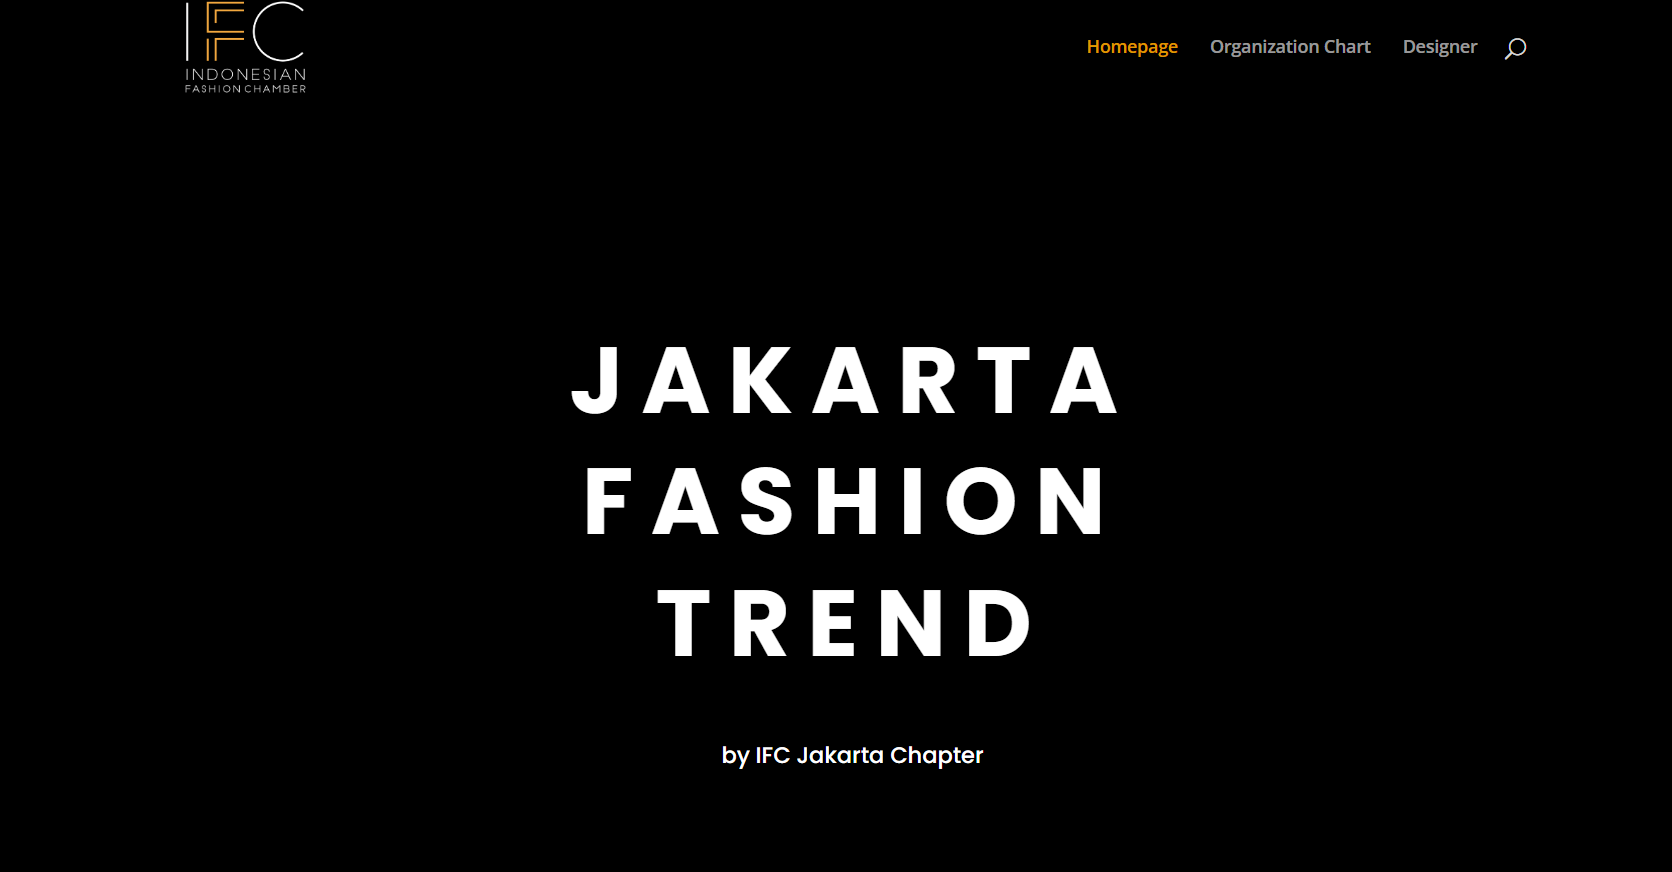 IFC
INDONESIAN
FASHION CHAMBER
Homepage Organization Chart Designer
JAKARTA
FASHION
TREND
by IFC Jakarta Chapter